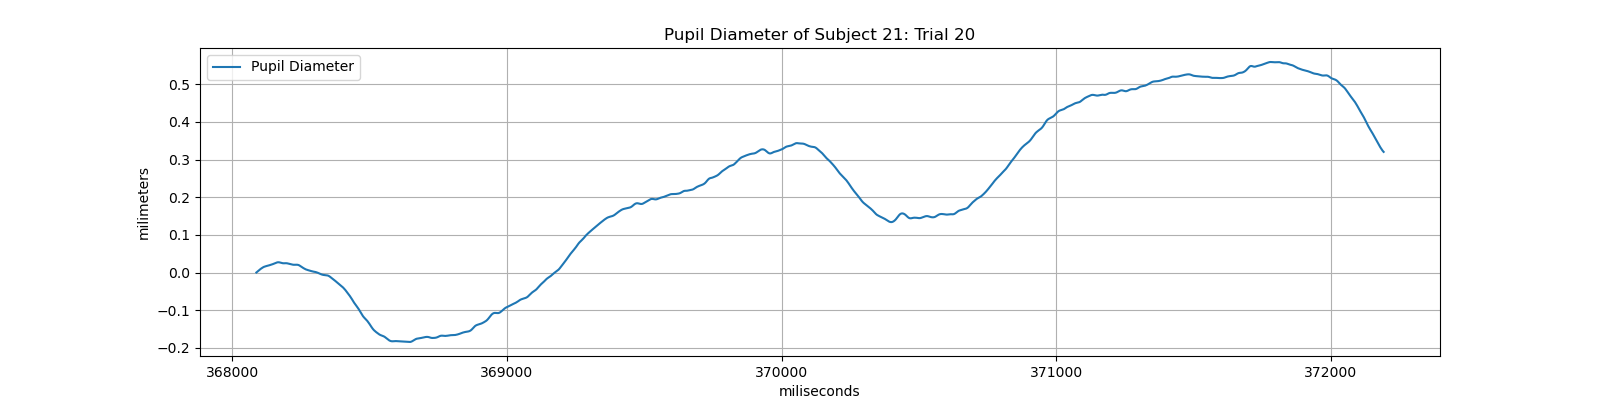 Pupil Diameter of Subject 21: Trial 20
Pupil Diameter
0.5
0.4
0.3
0.2
0.1
0.0
−0.1
−0.2
milimeters
368000 369000 370000 371000 372000
miliseconds